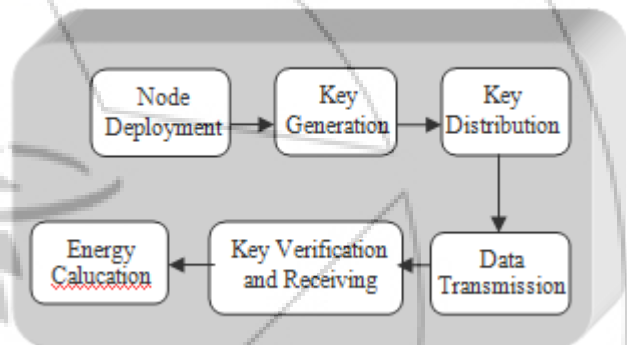 Node
Deployment
Key
Generation
Key
Distribution
Data
Transmission
Key Verification
and Receiving
Energy
Calucation